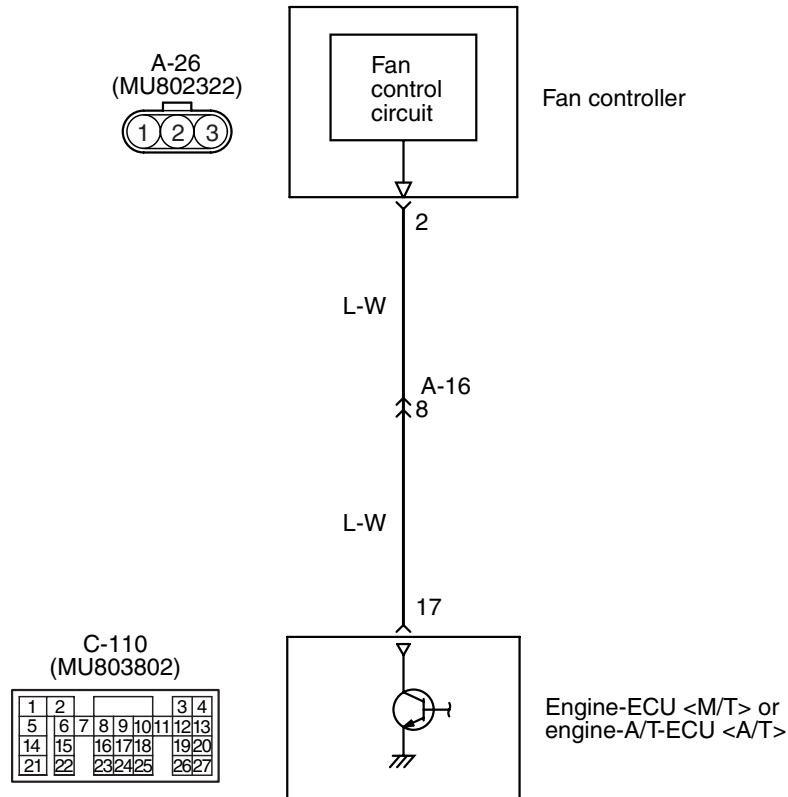 A-26
(MU802322)
1 2 3
Fan
control
circuit
Fan controller
2
L-W
A-16
8
L-W
17
C-110
(MU803802)
1 2 3 4
5 6 7 8 9 10 11 12 13
14 15 16 17 18 19 20
21 22 23 24 25 26 27
Engine-ECU <M/T> or
engine-A/T-ECU <A/T>